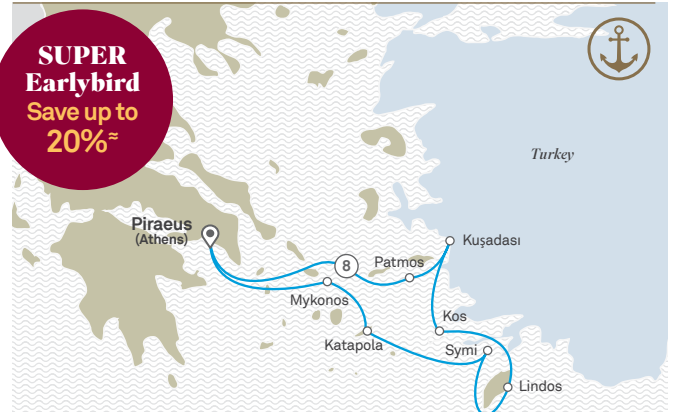 SUPER
Earlybird
Save up to
20%≈
Turkey
Piraeus
(Athens)
Kuşadası
8
Patmos
Mykonos
Kos
Katapola
Symi
Lindos